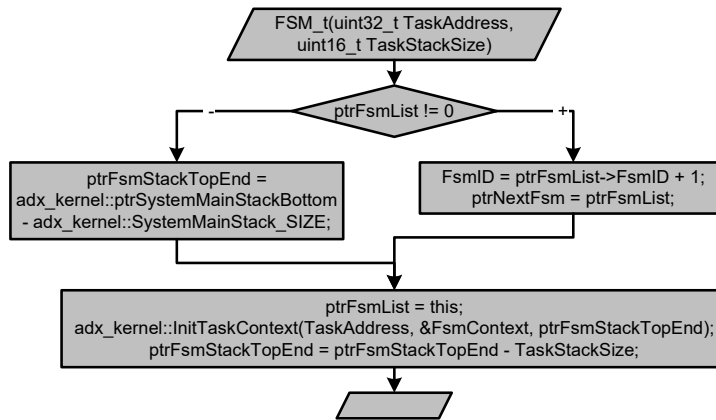 FSM_t(uint32_t TaskAddress,
uint16_t TaskStackSize)
ptrFsmList != 0
-
+
ptrFsmStackTopEnd =
adx_kernel::ptrSystemMainStackBottom
- adx_kernel::SystemMainStack_SIZE;
FsmID = ptrFsmList->FsmID + 1;
ptrNextFsm = ptrFsmList;
ptrFsmList = this;
adx_kernel::InitTaskContext(TaskAddress, &FsmContext, ptrFsmStackTopEnd);
ptrFsmStackTopEnd = ptrFsmStackTopEnd - TaskStackSize;